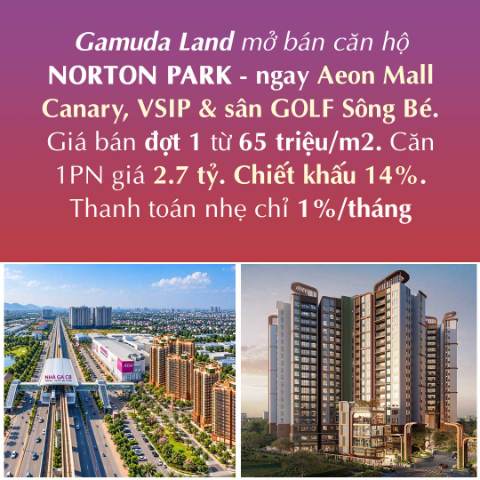 Gamuda Land mở bán căn hộ
NORTON PARK - ngay Aeon Mall
Canary, VSIP & sân GOLF Sông Bé.
Giá bán đợt 1 từ 65 triệu/m2. Căn
1PN giá 2.7 tỷ. Chiết khấu 14%.
Thanh toán nhẹ chỉ 1%/tháng
NHÀ GA C8